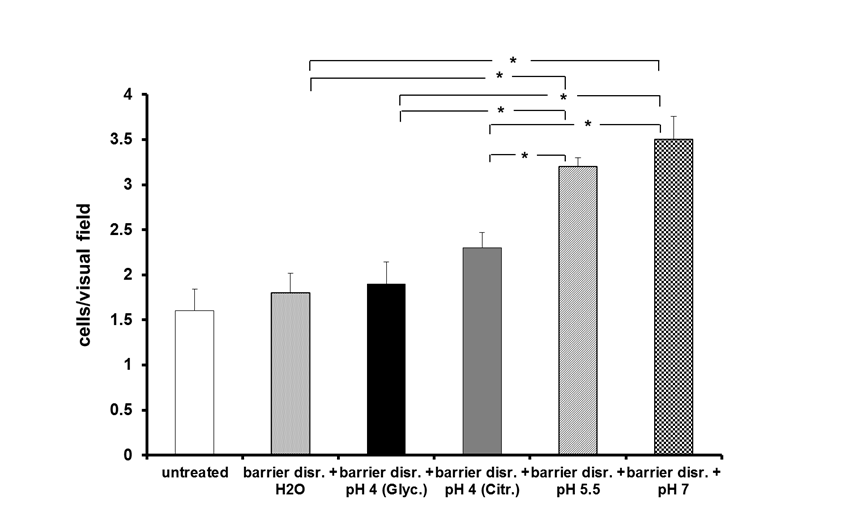 *
*
*
*
*
*
4
3.5
3
2.5
2
1.5
1
0.5
0
cells/visual field
untreated
barrier disr. + H2O
barrier disr. + pH 4 (Glyc.)
barrier disr. + pH 4 (Citr.)
barrier disr. + pH 5.5
barrier disr. + pH 7